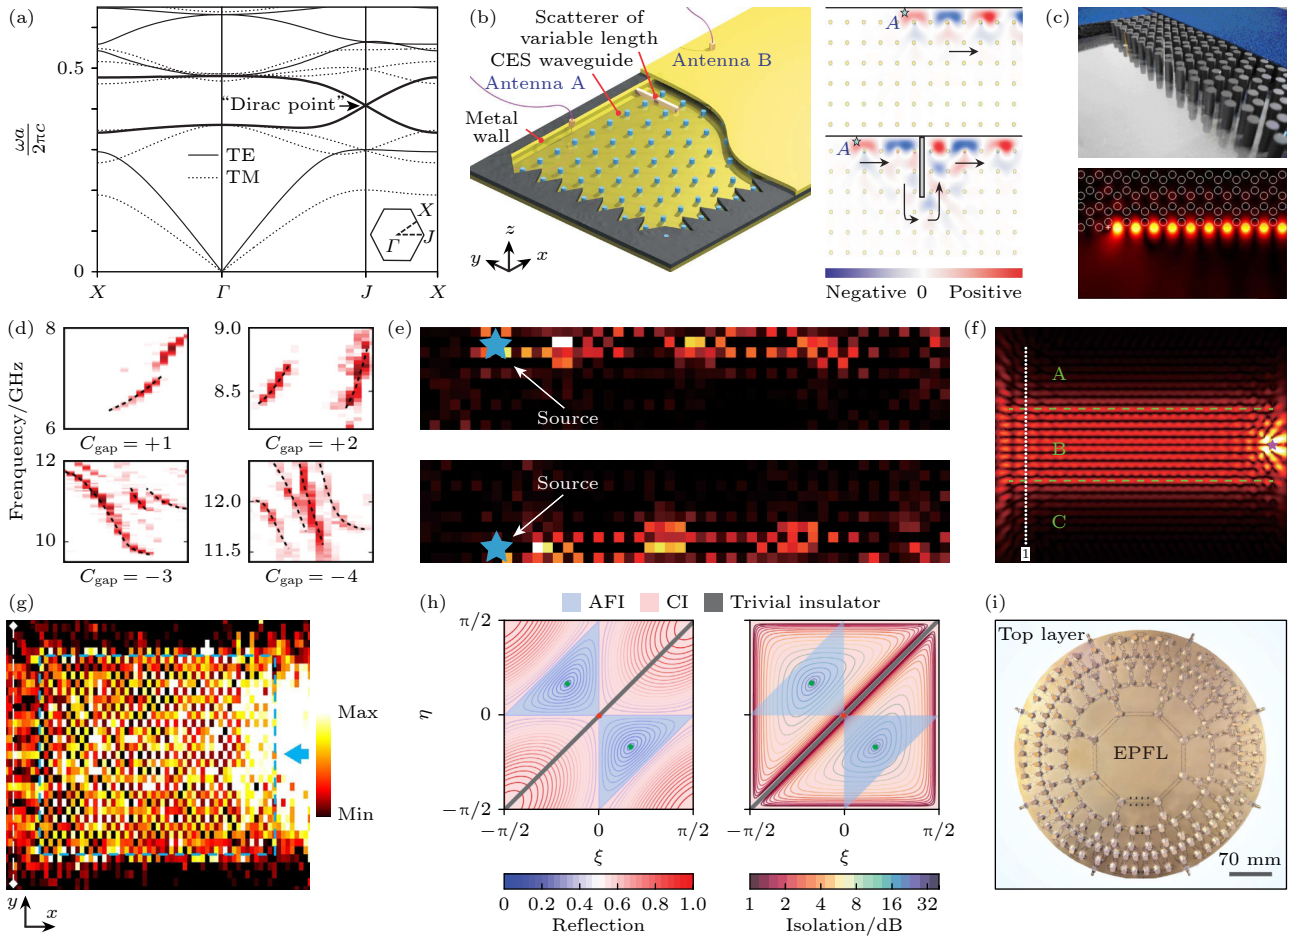 (a)
0.5
0
ωa
2πc
"Dirac point"
TE
TM
X
Γ
J
X
Γ
J
X
(b)
Scatterer of
variable length
CES waveguide
Antenna A
Antenna B
Metal
wall
z
y
x
A
A
Negative 0 Positive
(c)
(d)
Frenquency/GHz
8
6
C_gap = +1
9.0
8.5
C_gap = +2
12
10
C_gap = −3
12.0
11.5
C_gap = −4
(e)
Source
Source
(f)
A
B
C
1
(g)
Max
Min
y
x
(h)
AFI
CI
Trivial insulator
π/2
η
0
−π/2
−π/2 0 π/2
ξ
0 0.2 0.4 0.6 0.8 1.0
Reflection
−π/2 0 π/2
ξ
1 2 4 8 16 32
Isolation/dB
(i)
Top layer
EPFL
70 mm